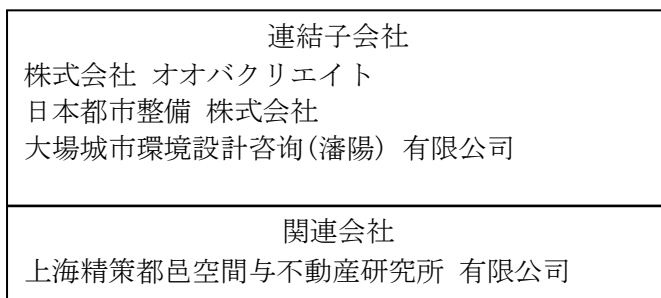 連結子会社
株式会社 オオバクリエイト
日本都市整備 株式会社
大場城市環境設計咨询(瀋陽) 有限公司
関連会社
上海精策都邑空間与不動産研究所 有限公司